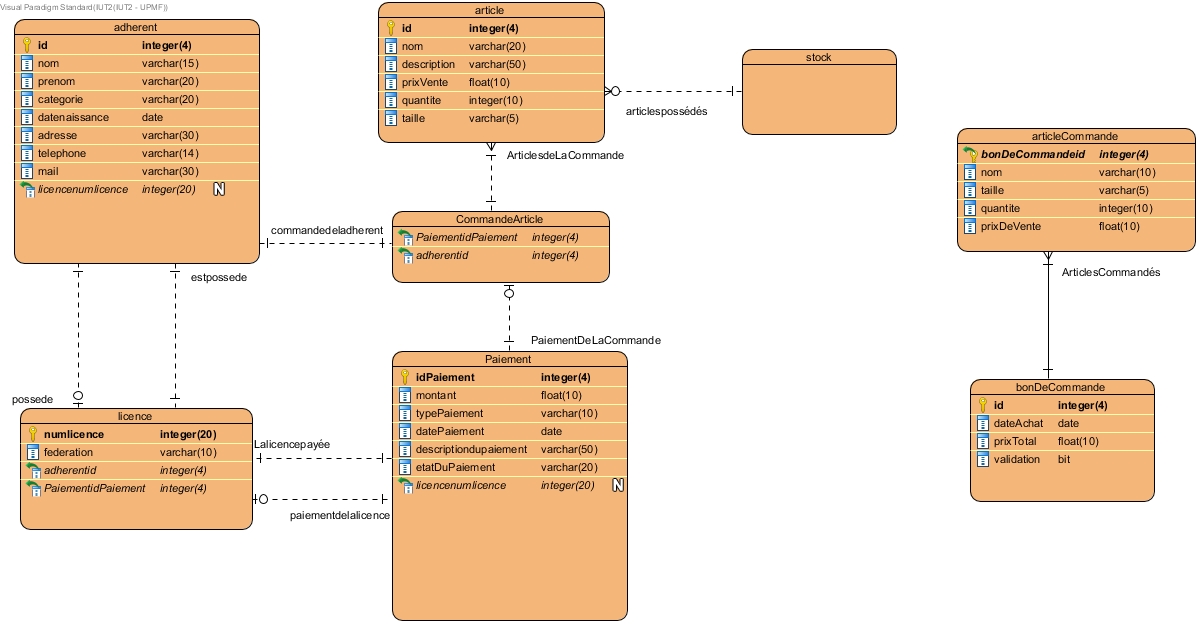 Visual Paradigm Standard(IUT2(IUT2 - UPMF))
adherent
id integer(4)
nom varchar(15)
prenom varchar(20)
categorie varchar(20)
datenaissance date
adresse varchar(30)
telephone varchar(14)
mail varchar(30)
licencenumlicence integer(20) N
article
id integer(4)
nom varchar(20)
description varchar(50)
prixVente float(10)
quantite integer(10)
taille varchar(5)
stock
articlespossédés
ArticlesdeLaCommande
articleCommande
bonDeCommandeid integer(4)
nom varchar(10)
taille varchar(5)
quantite integer(10)
prixDeVente float(10)
CommandeArticle
PaiementidPaiement integer(4)
adherentid integer(4)
commandedeladherent
estpossede
ArticlesCommandés
PaiementDeLaCommande
possede
Paiement
idPaiement integer(4)
montant float(10)
typePaiement varchar(10)
datePaiement date
descriptiondupaiement varchar(50)
etatDuPaiement varchar(20)
licencenumlicence integer(20) N
licence
numlicence integer(20)
federation varchar(10)
adherentid integer(4)
PaiementidPaiement integer(4)
Lalicencepayée
paiementdelalicence
bonDeCommande
id integer(4)
dateAchat date
prixTotal float(10)
validation bit